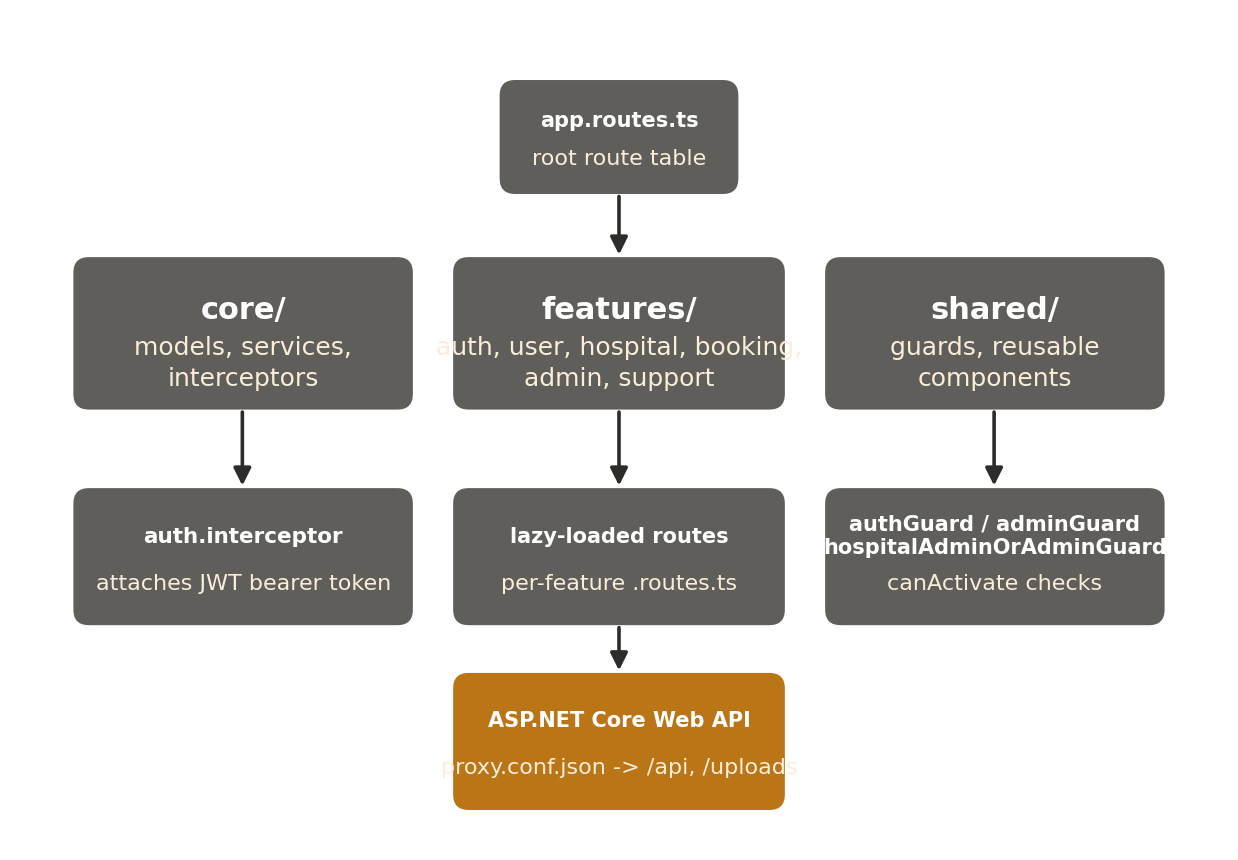 app.routes.ts
root route table
core/
models, services,
interceptors
features/
auth, user, hospital, booking,
admin, support
shared/
guards, reusable
components
auth.interceptor
attaches JWT bearer token
lazy-loaded routes
per-feature .routes.ts
authGuard / adminGuard
hospitalAdminOrAdminGuard
canActivate checks
ASP.NET Core Web API
proxy.conf.json -> /api, /uploads